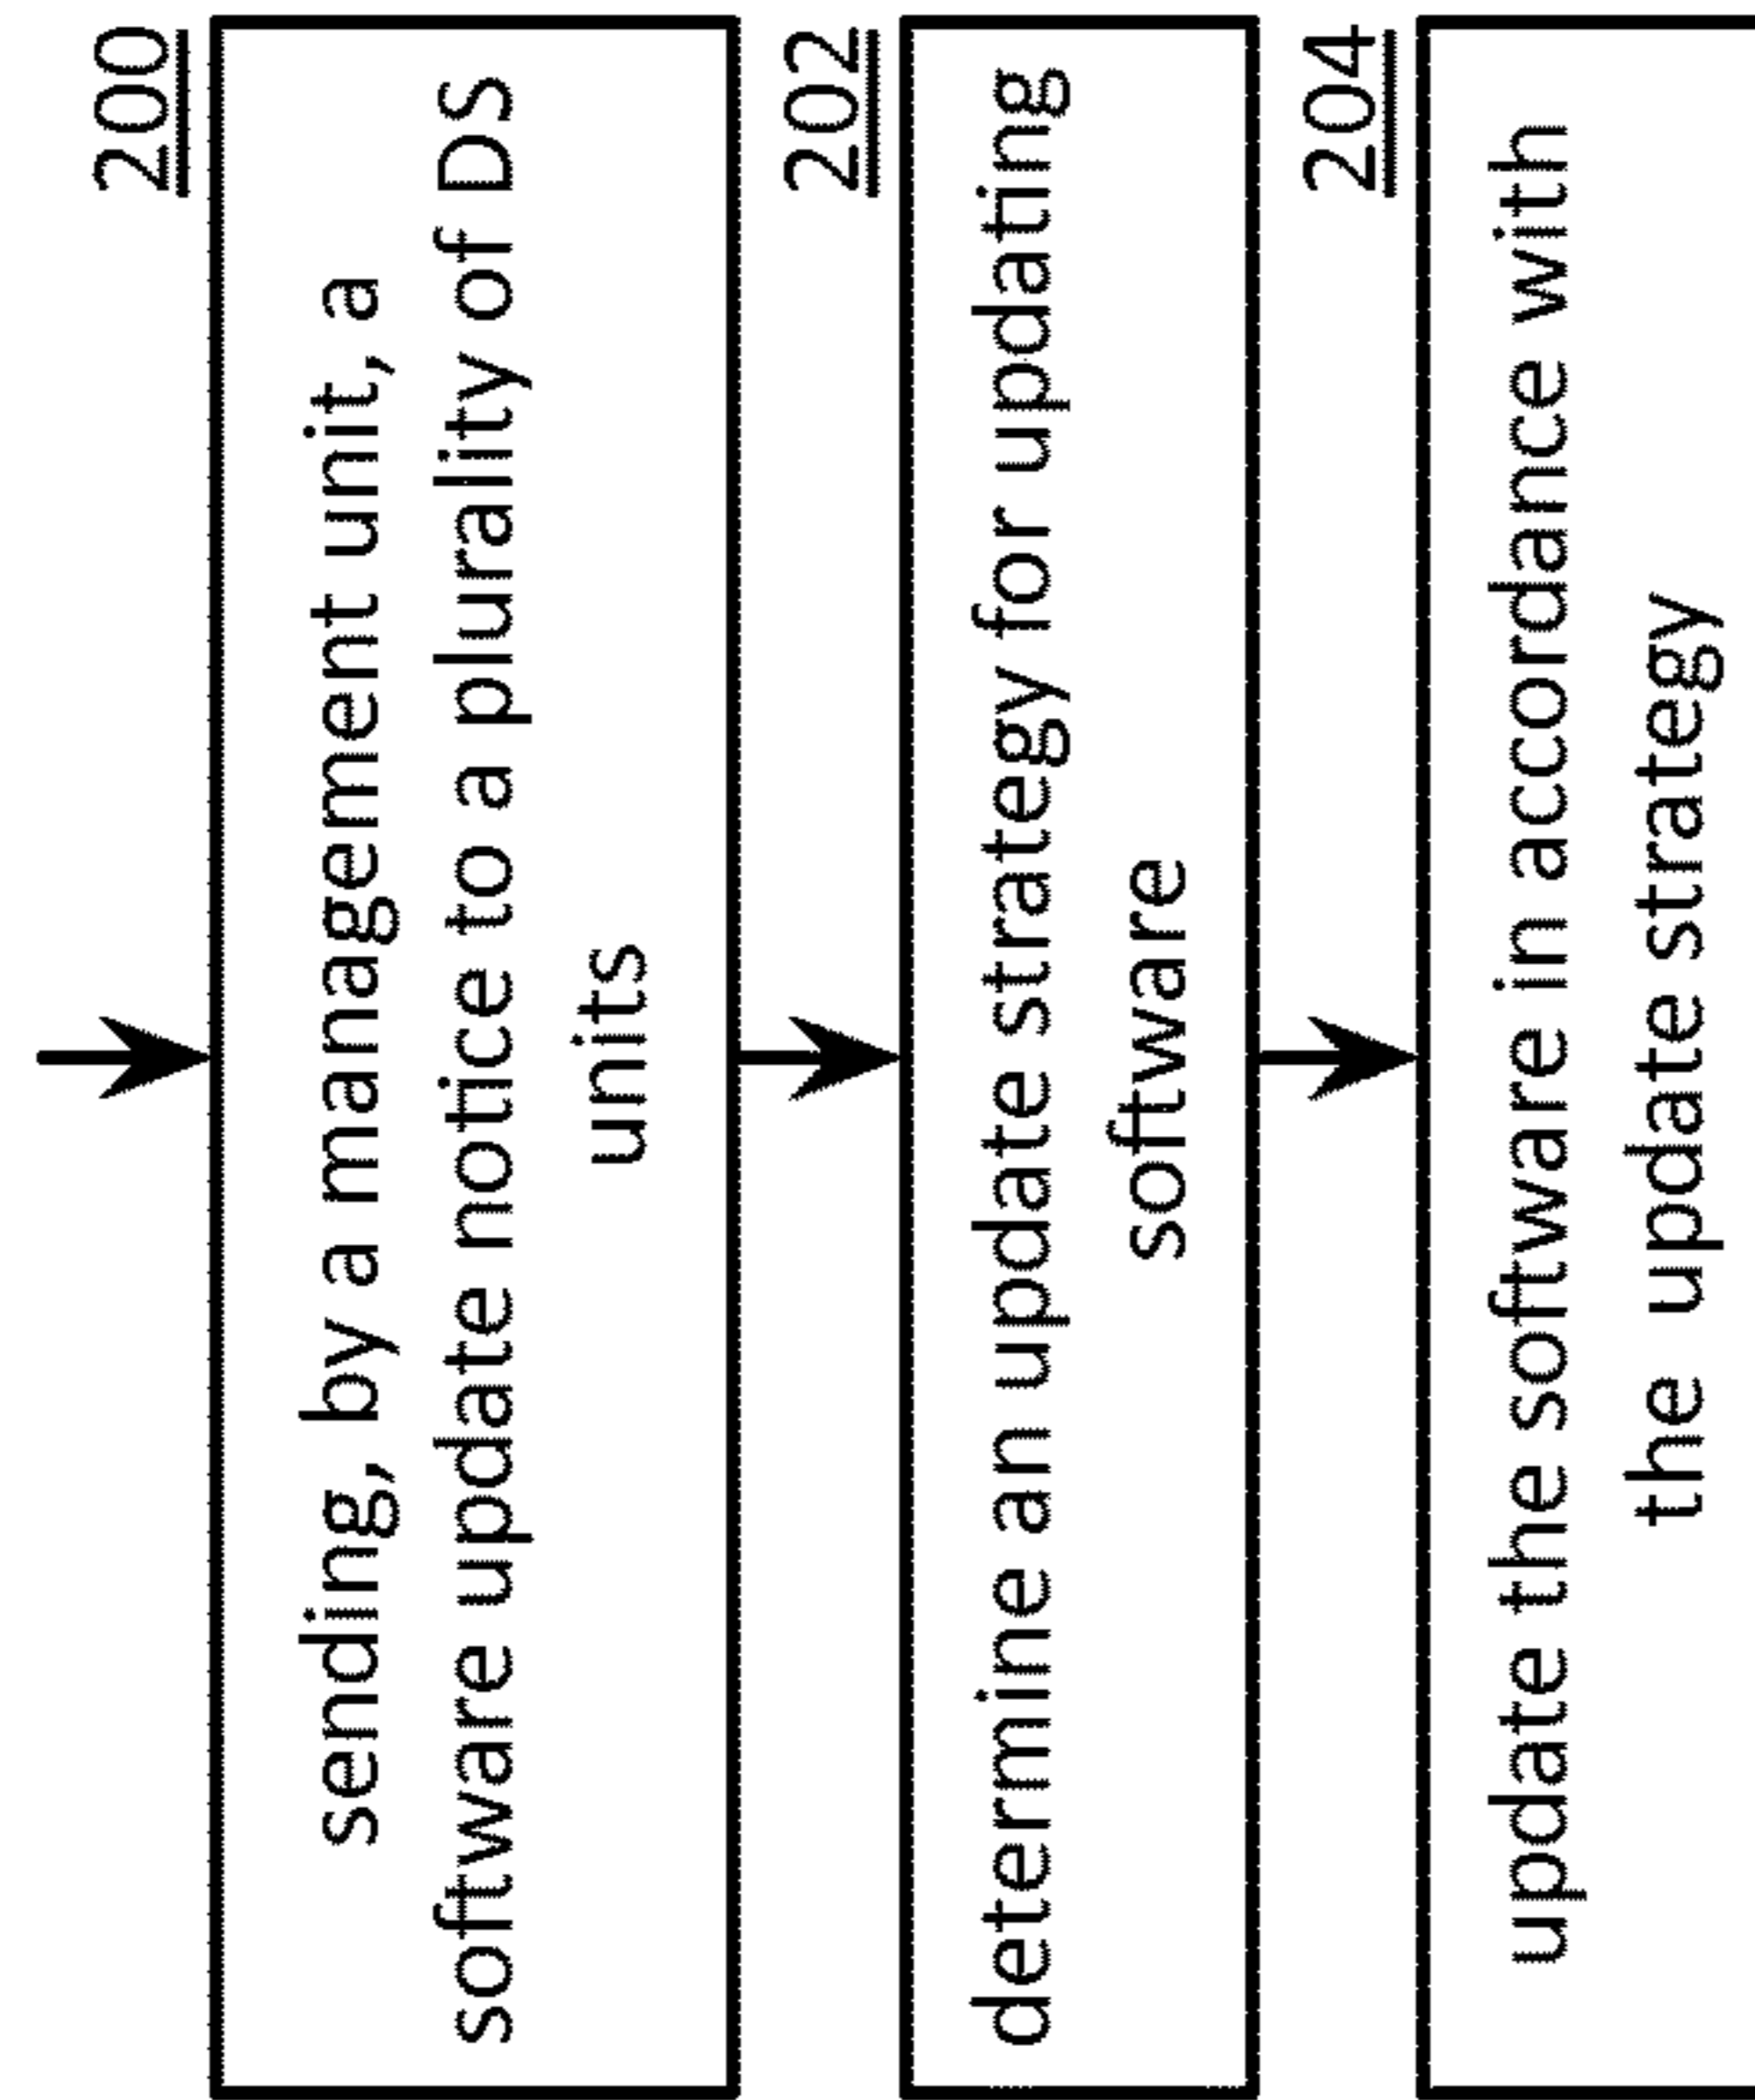 200
sending, by a management unit, a
software update notice to a plurality of DS
units
202
determine an update strategy for updating
software
204
update the software in accordance with
the update strategy